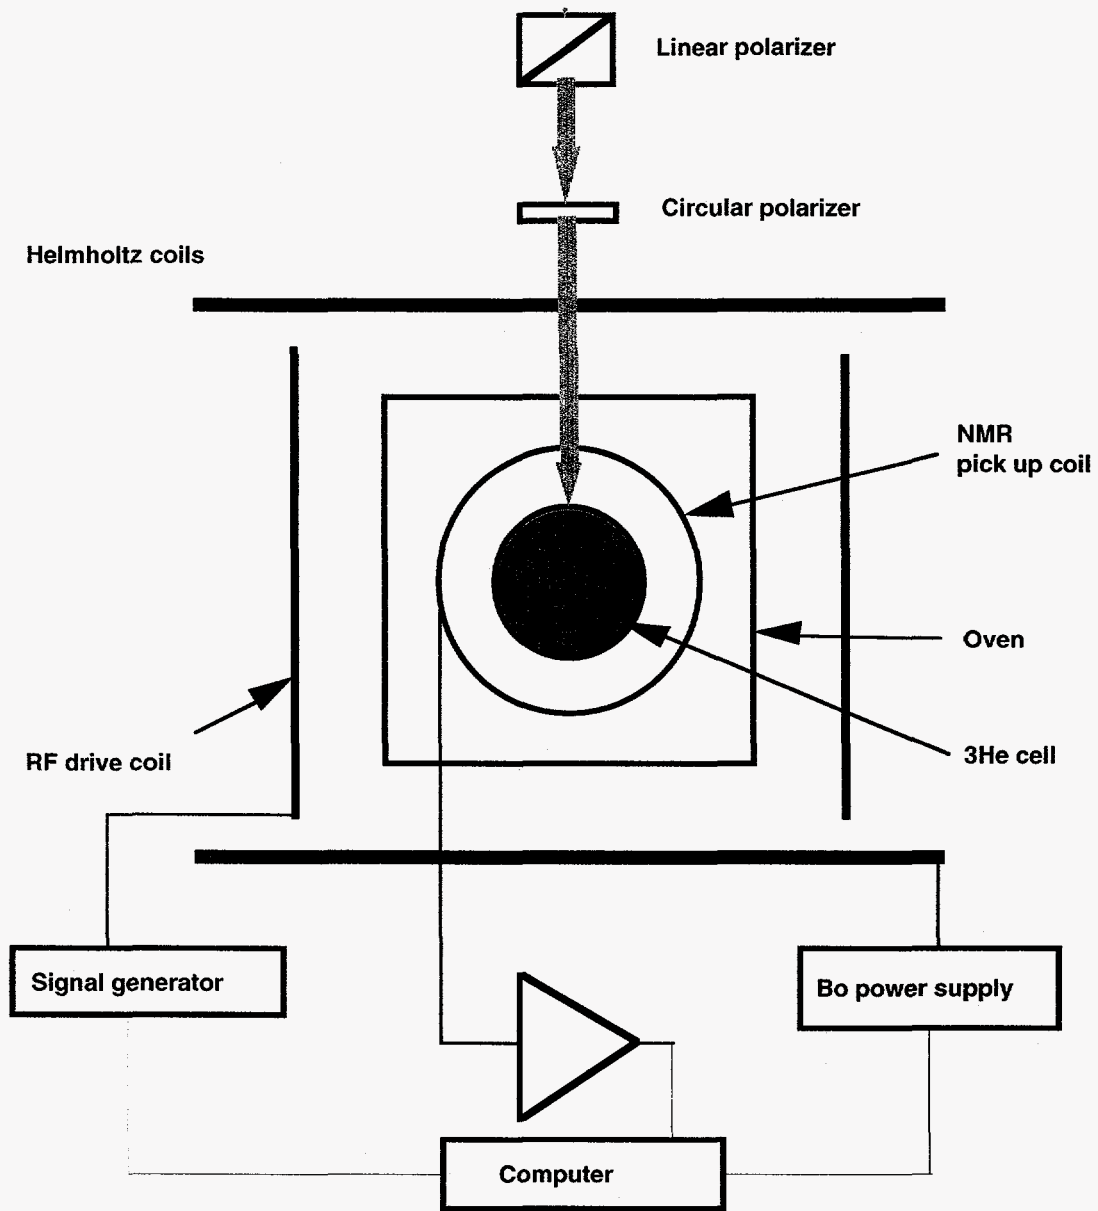 Linear polarizer
Circular polarizer
Helmholtz coils
NMR
pick up coil
Oven
RF drive coil
3He cell
Signal generator
Bo power supply
Computer